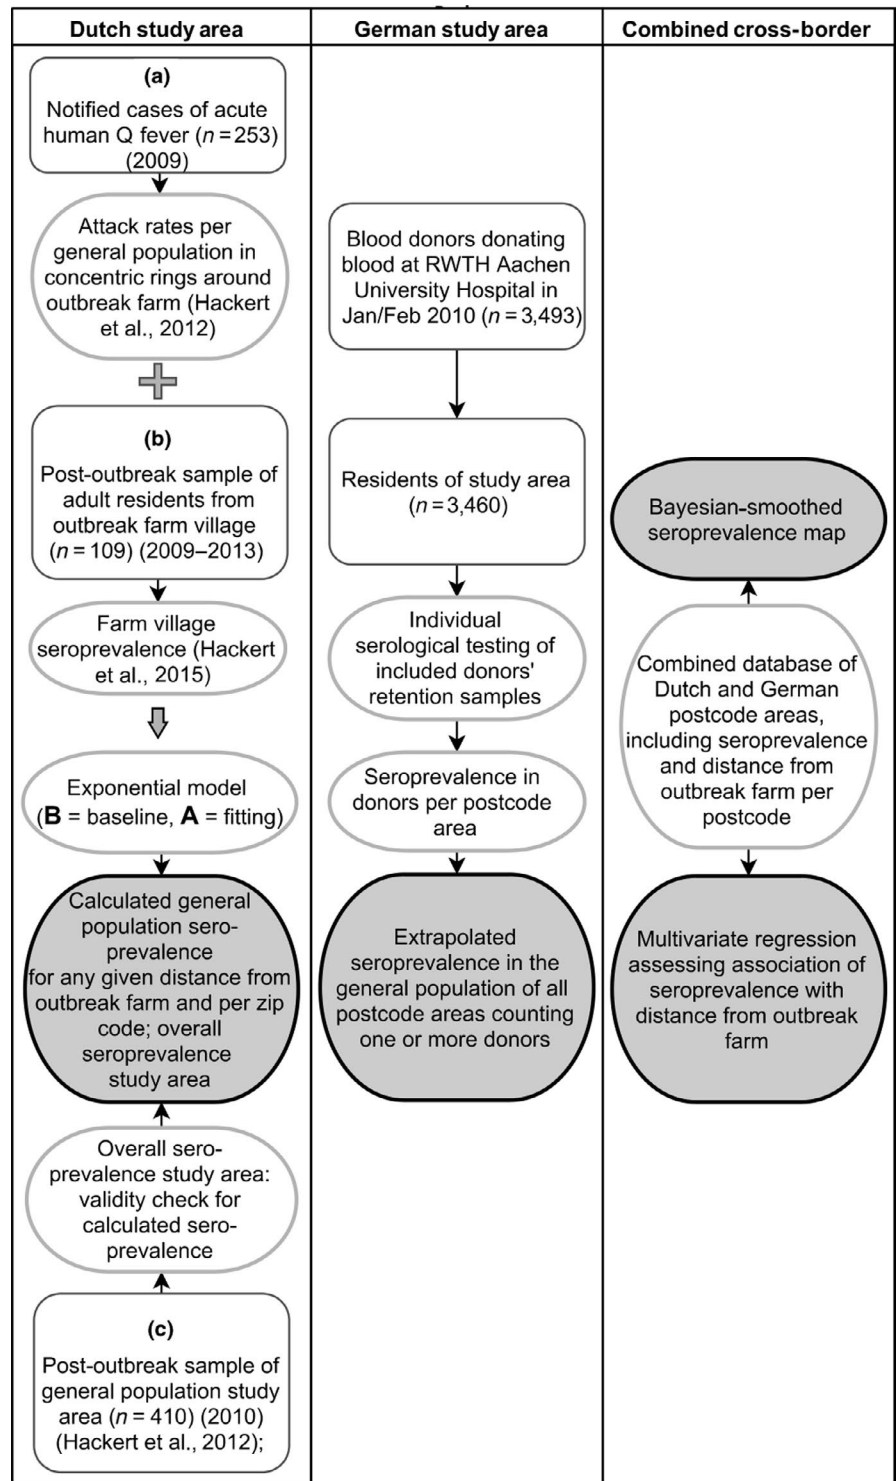 Dutch study area
German study area
Combined cross-border
(a)
Notified cases of acute
human Q fever (n = 253)
(2009)
Attack rates per
general population in
concentric rings around
outbreak farm (Hackert
et al., 2012)
(b)
Post-outbreak sample of
adult residents from
outbreak farm village
(n = 109) (2009–2013)
Farm village
seroprevalence (Hackert
et al., 2015)
Exponential model
(B = baseline, A = fitting)
Calculated general
population sero-
prevalence
for any given distance from
outbreak farm and per zip
code; overall
seroprevalence
study area
Overall sero-
prevalence study area:
validity check for
calculated sero-
prevalence
(c)
Post-outbreak sample of
general population study
area (n = 410) (2010)
(Hackert et al., 2012);
Blood donors donating
blood at RWTH Aachen
University Hospital in
Jan/Feb 2010 (n = 3,493)
Residents of study area
(n = 3,460)
Individual
serological testing of
included donors'
retention samples
Seroprevalence in
donors per postcode
area
Extrapolated
seroprevalence in the
general population of all
postcode areas counting
one or more donors
Bayesian-smoothed
seroprevalence map
Combined database of
Dutch and German
postcode areas,
including seroprevalence
and distance from
outbreak farm per
postcode
Multivariate regression
assessing association of
seroprevalence with
distance from outbreak
farm